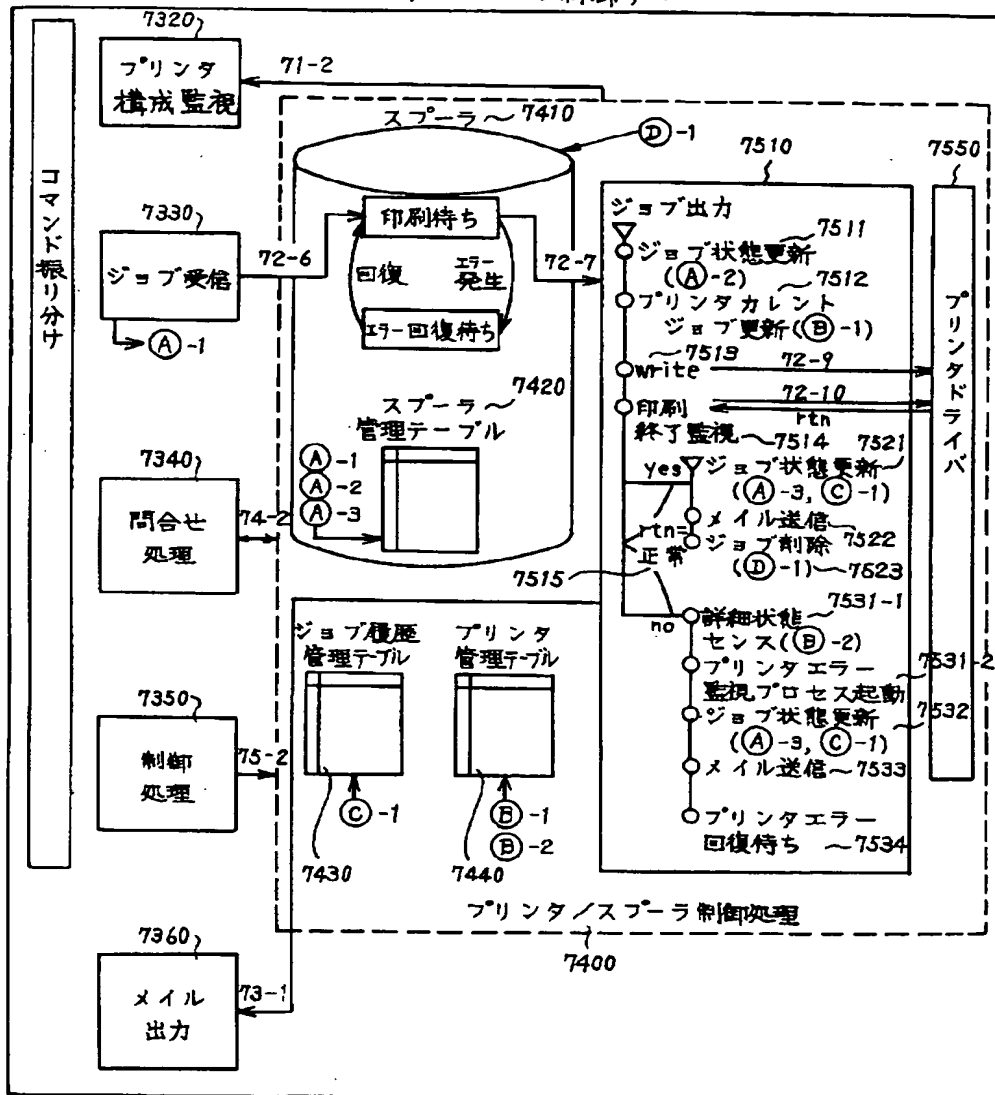 7320
プリンタ
構成監視
71-2
スプーラ
7410
Ⓓ-1
7510
7550
コマンド振り分け
7330
ジョブ受信
72-6
Ⓐ-1
印刷待ち
回復
エラー
発生
エラー回復待ち
72-7
スプーラ
7420
管理テーブル
Ⓐ-1
Ⓐ-2
Ⓐ-3
ジョブ出力
7511
ジョブ状態更新
(Ⓐ-2)
7512
プリンタカレント
ジョブ更新(Ⓑ-1)
7513
write
72-9
72-10
印刷
rtn
終了監視
7514
7521
yes
ジョブ状態更新
(Ⓐ-3, Ⓒ-1)
rtn=
正常
メイル送信
7522
ジョブ削除
(Ⓓ-1)
7523
7515
no
詳細状態
7531-1
センス(Ⓑ-2)
プリンタエラー
7531-2
監視プロセス起動
7532
ジョブ状態更新
(Ⓐ-3, Ⓒ-1)
メイル送信
7533
プリンタエラー
回復待ち
7534
プリンタドライバ
7340
問合せ
処理
74-2
ジョブ履歴
管理テーブル
Ⓒ-1
7430
プリンタ
管理テーブル
Ⓑ-1
Ⓑ-2
7440
7350
制御
処理
75-2
プリンタ/スプーラ制御処理
7400
7360
メイル
出力
73-1